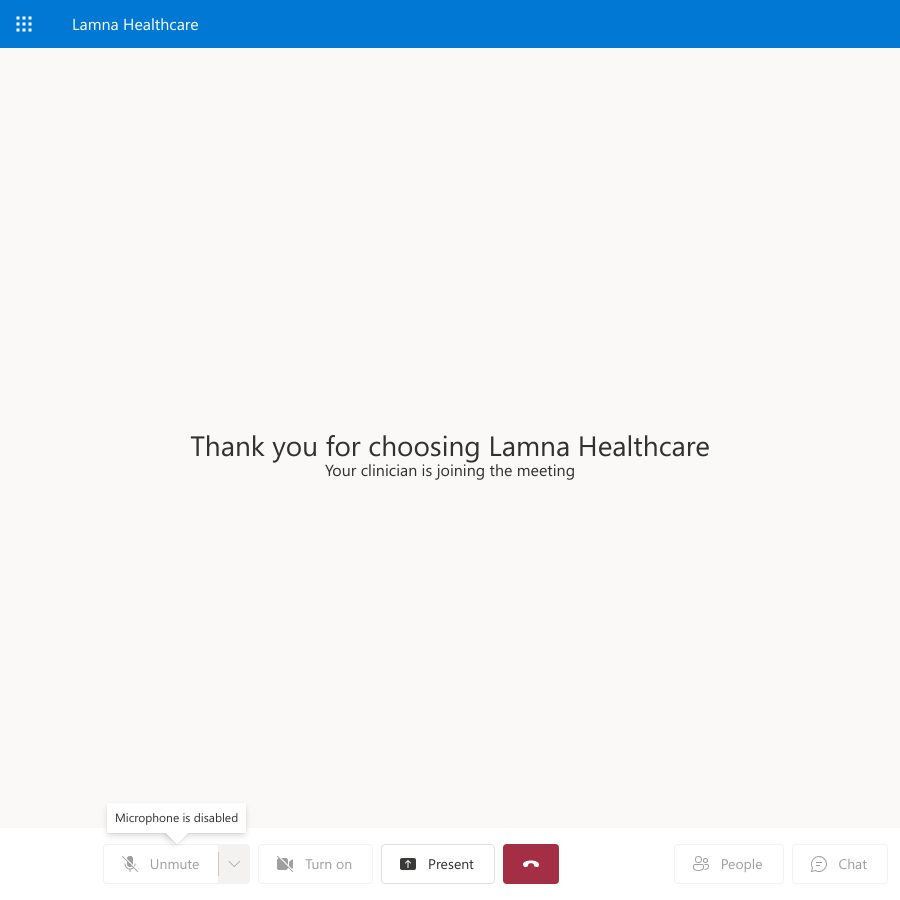 Lamna Healthcare
Thank you for choosing Lamna Healthcare
Your clinician is joining the meeting
Microphone is disabled
Unmute
Turn on
Present
People
Chat